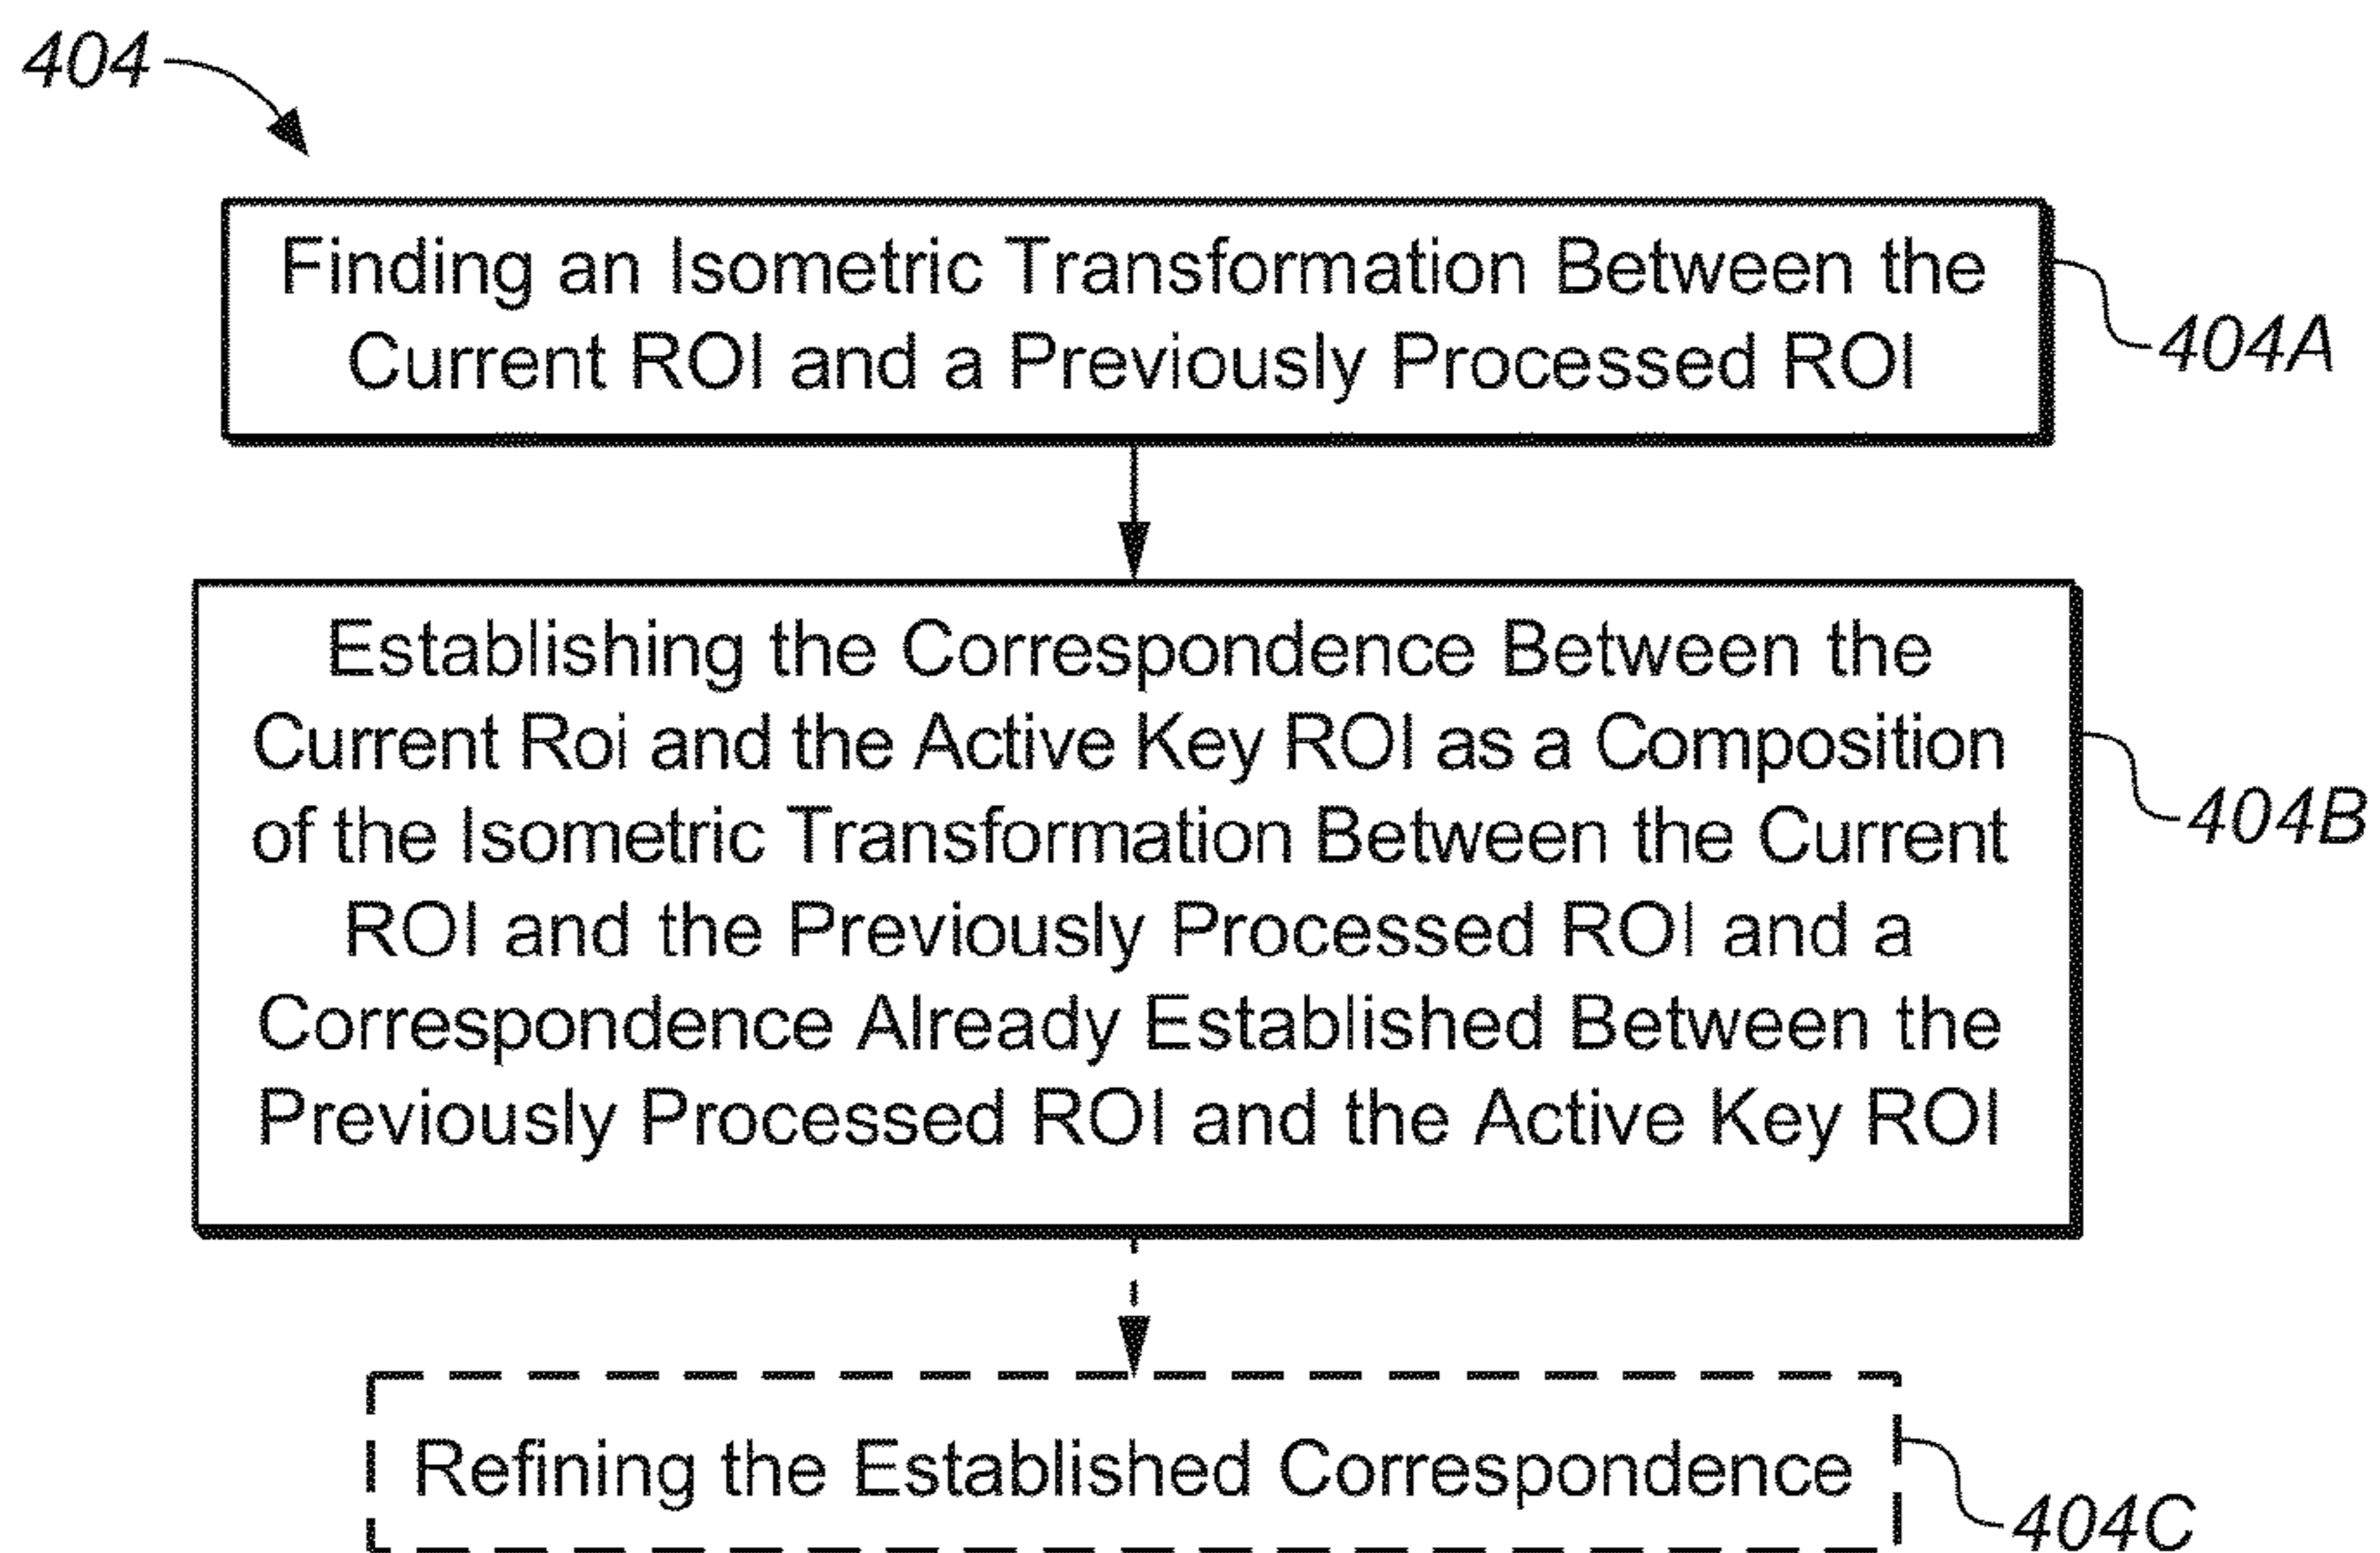 404
Finding an Isometric Transformation Between the
Current ROI and a Previously Processed ROI
404A
Establishing the Correspondence Between the
Current Roi and the Active Key ROI as a Composition
of the Isometric Transformation Between the Current
ROI and the Previously Processed ROI and a
Correspondence Already Established Between the
Previously Processed ROI and the Active Key ROI
404B
Refining the Established Correspondence
404C